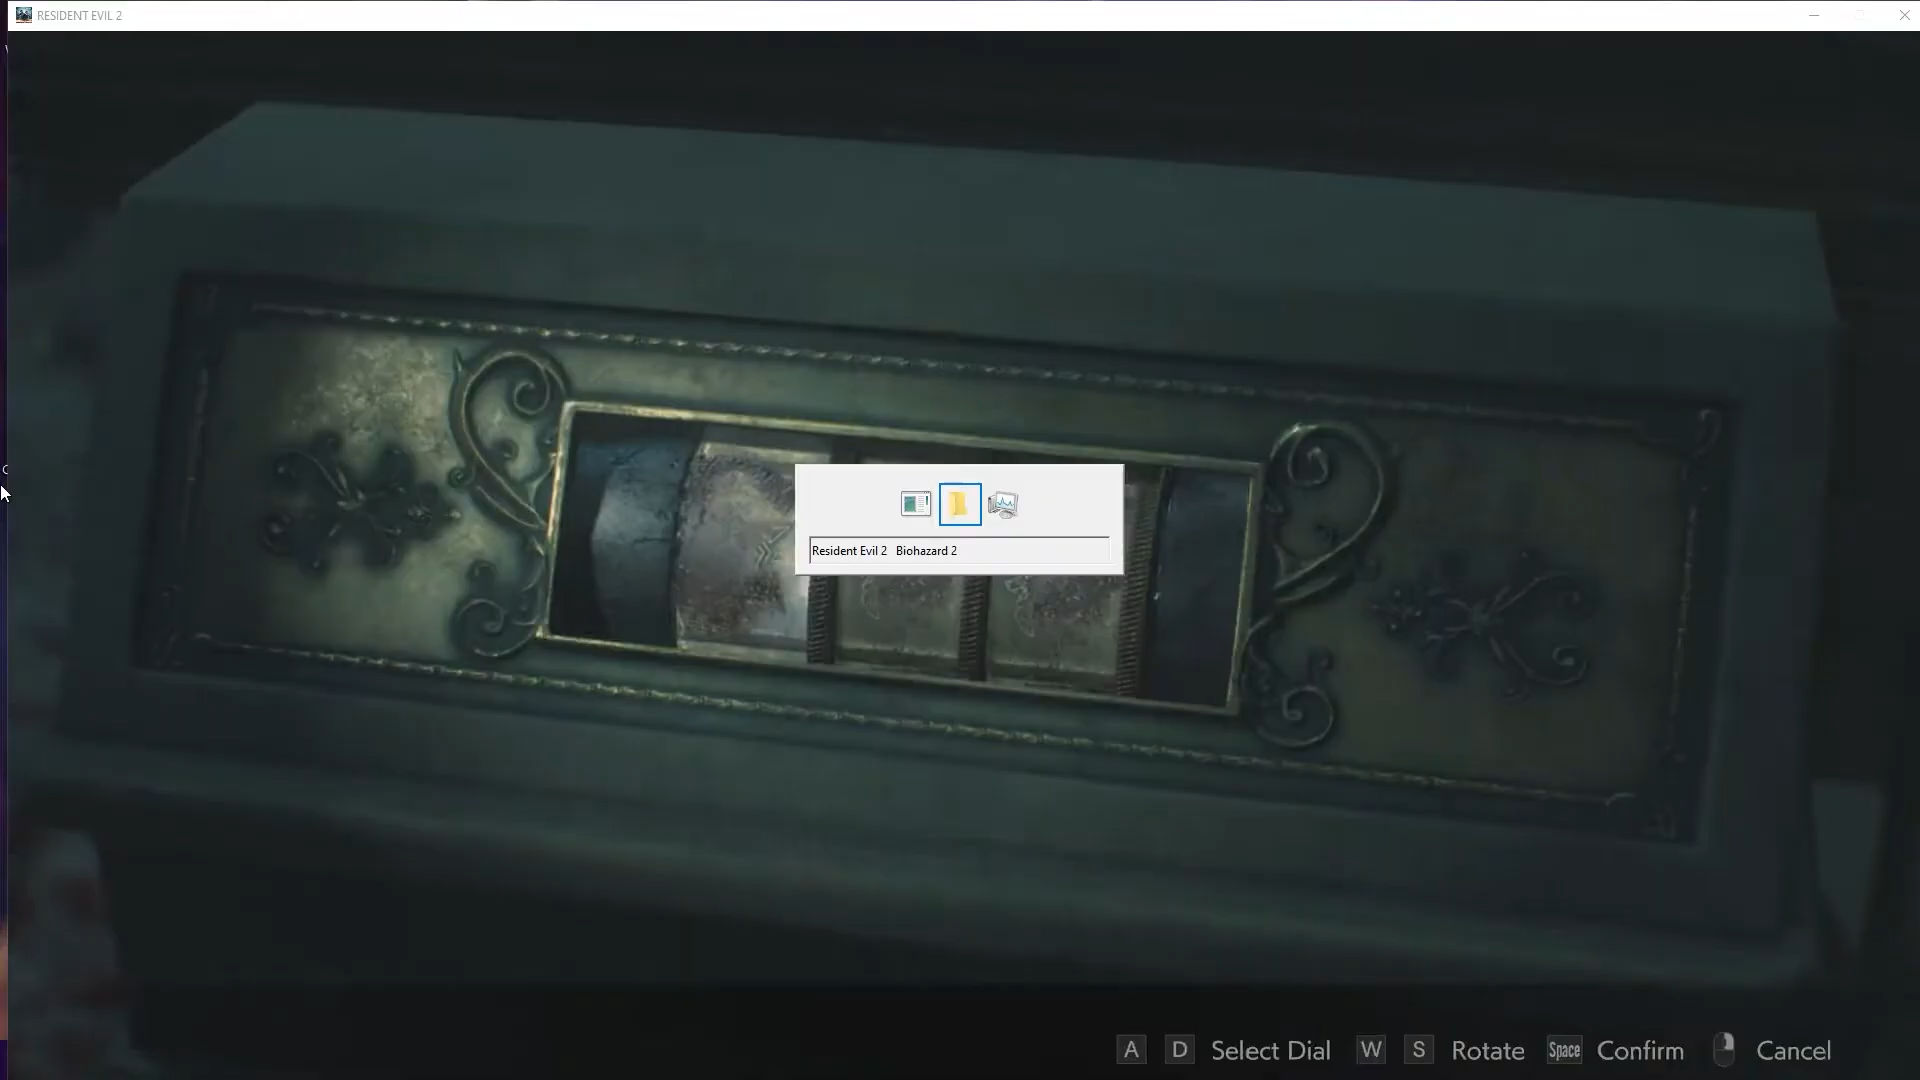 RESIDENT EVIL 2
Resident Evil 2 Biohazard 2
A D Select Dial W S Rotate Space Confirm Cancel